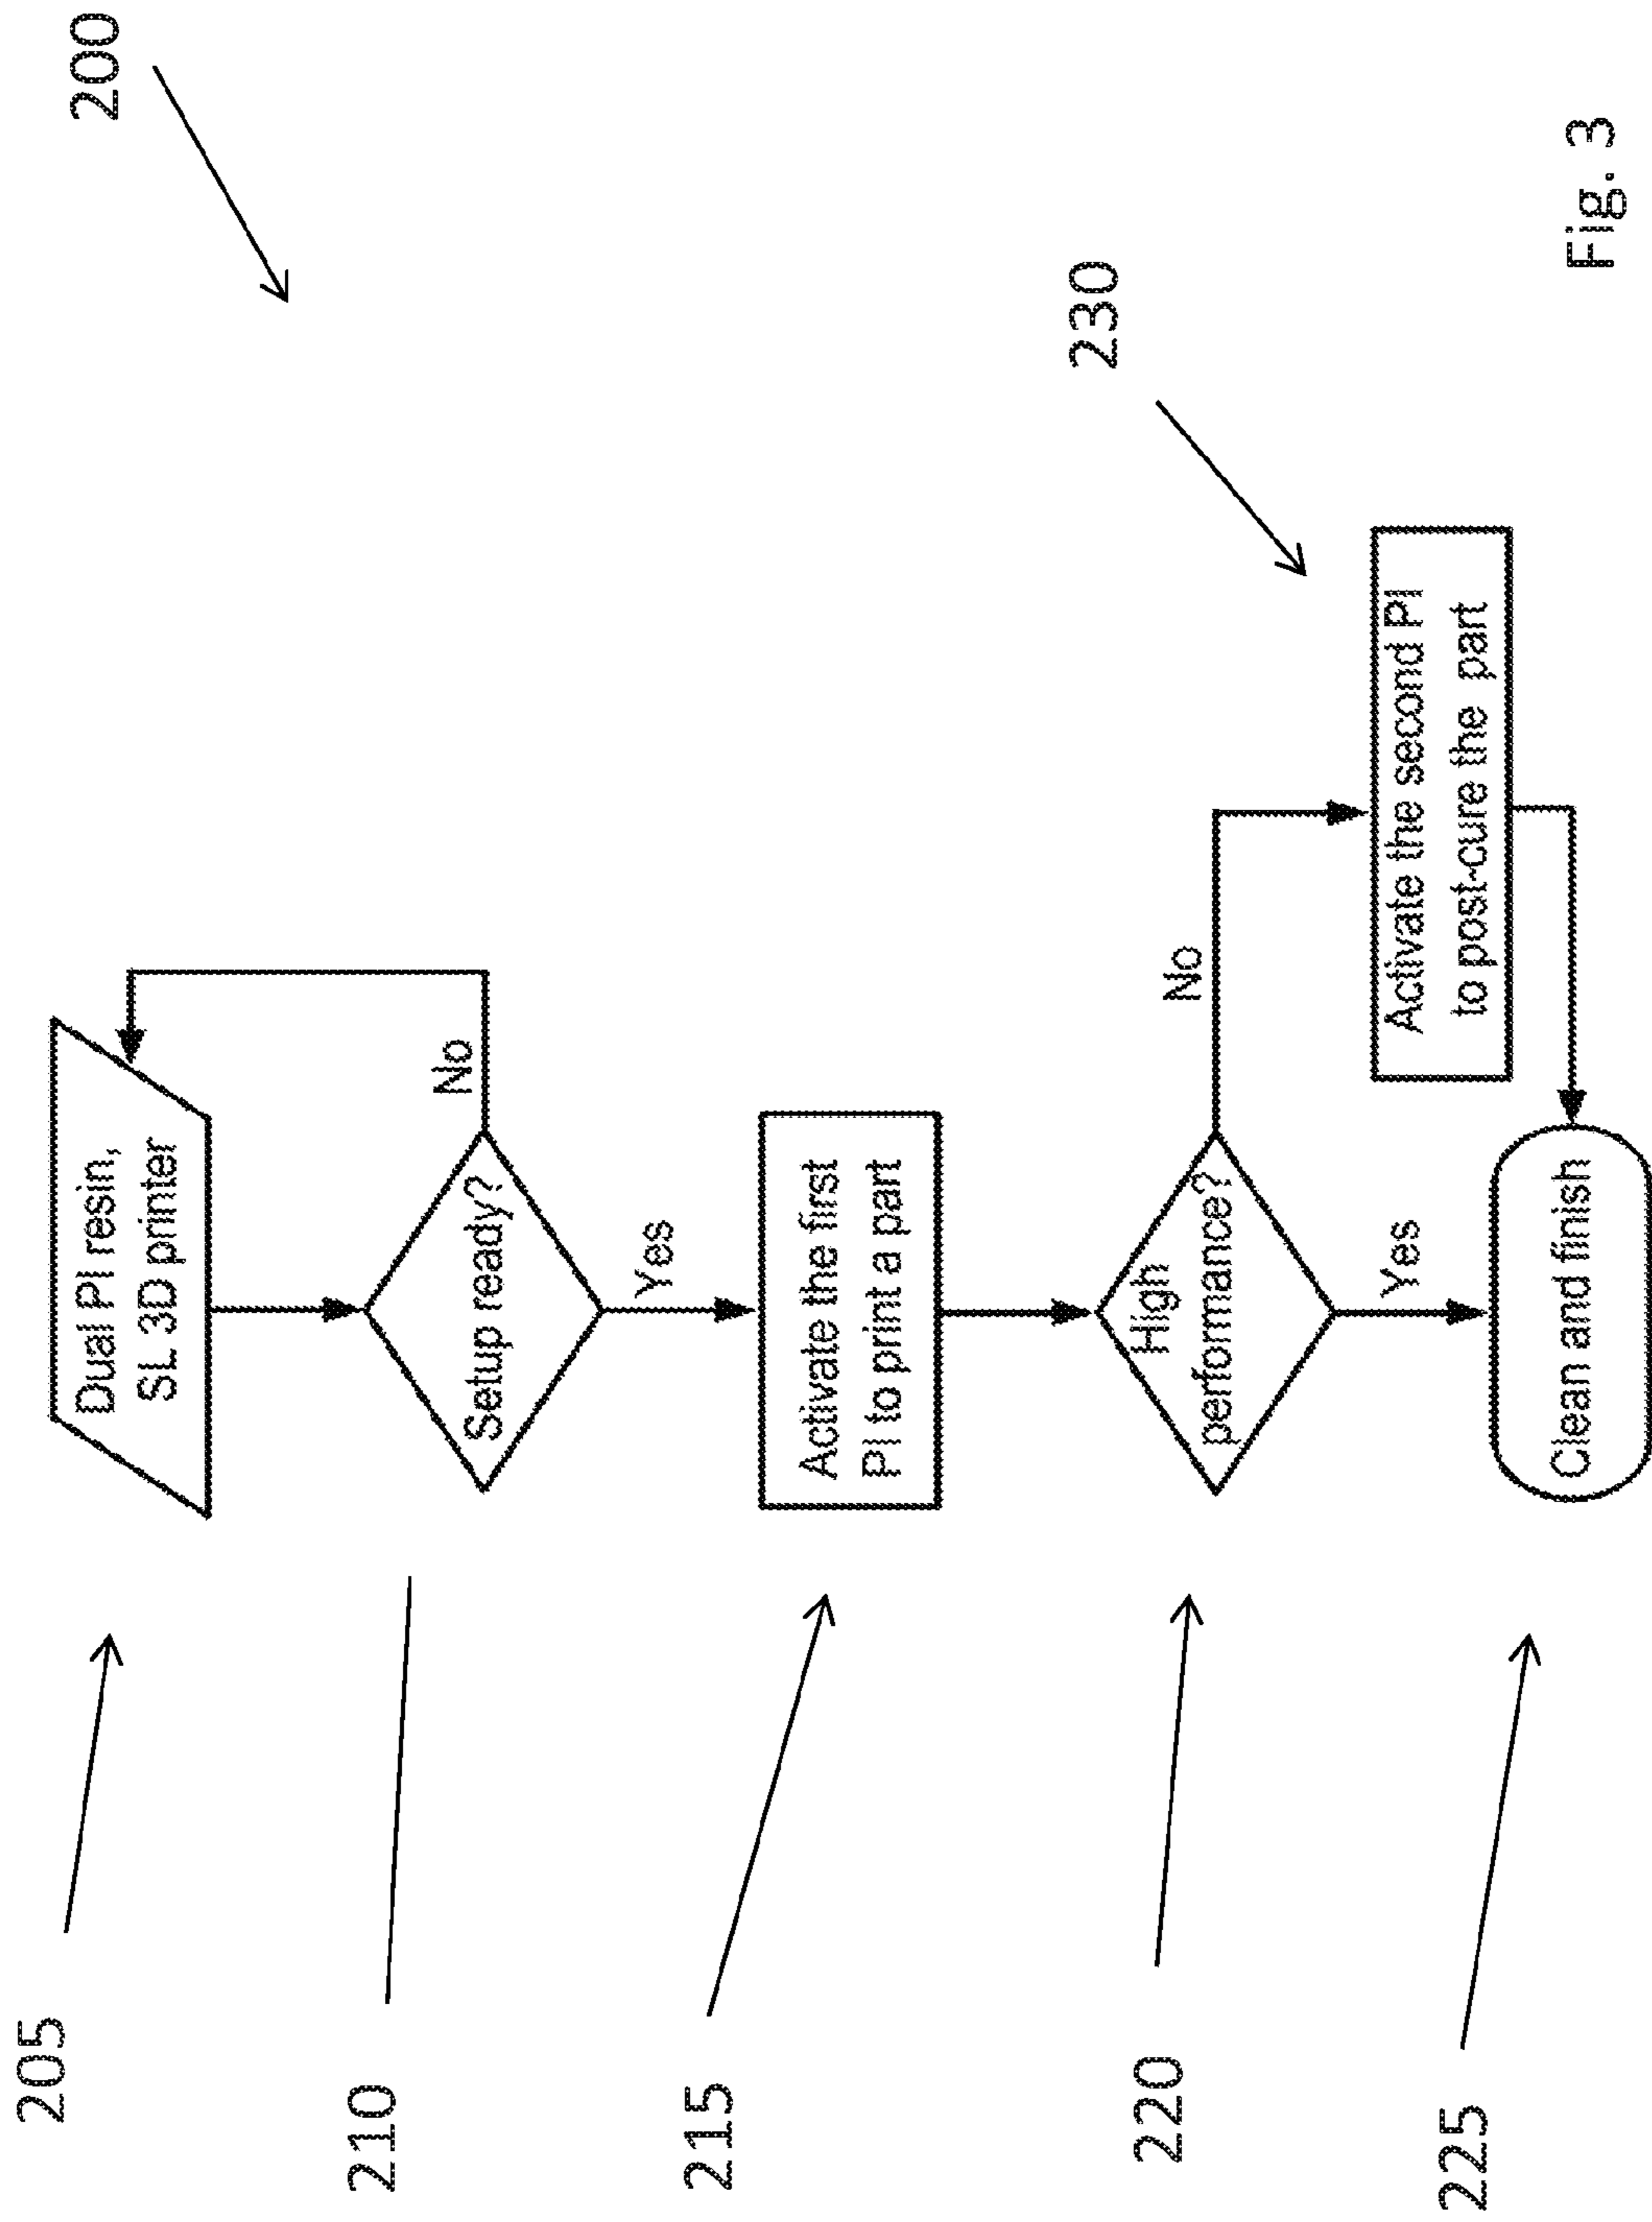 200
205
Dual PI resin,
SL 3D printer
210
Setup ready?
No
Yes
215
Activate the first
PI to print a part
220
High
performance?
No
Yes
230
Activate the second PI
to post-cure the part
225
Clean and finish
Fig. 3